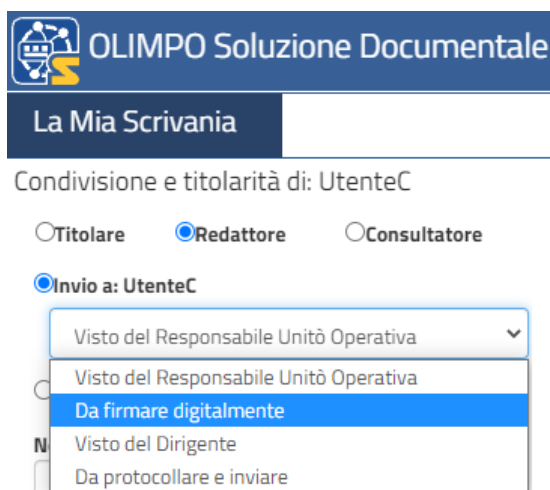 OLIMPO Soluzione Documentale
La Mia Scrivania
Condivisione e titolarità di: UtenteC
Titolare Redattore Consultatore
Invio a: UtenteC
Visto del Responsabile Unitò Operativa
Visto del Responsabile Unitò Operativa
Da firmare digitalmente
Visto del Dirigente
Da protocollare e inviare